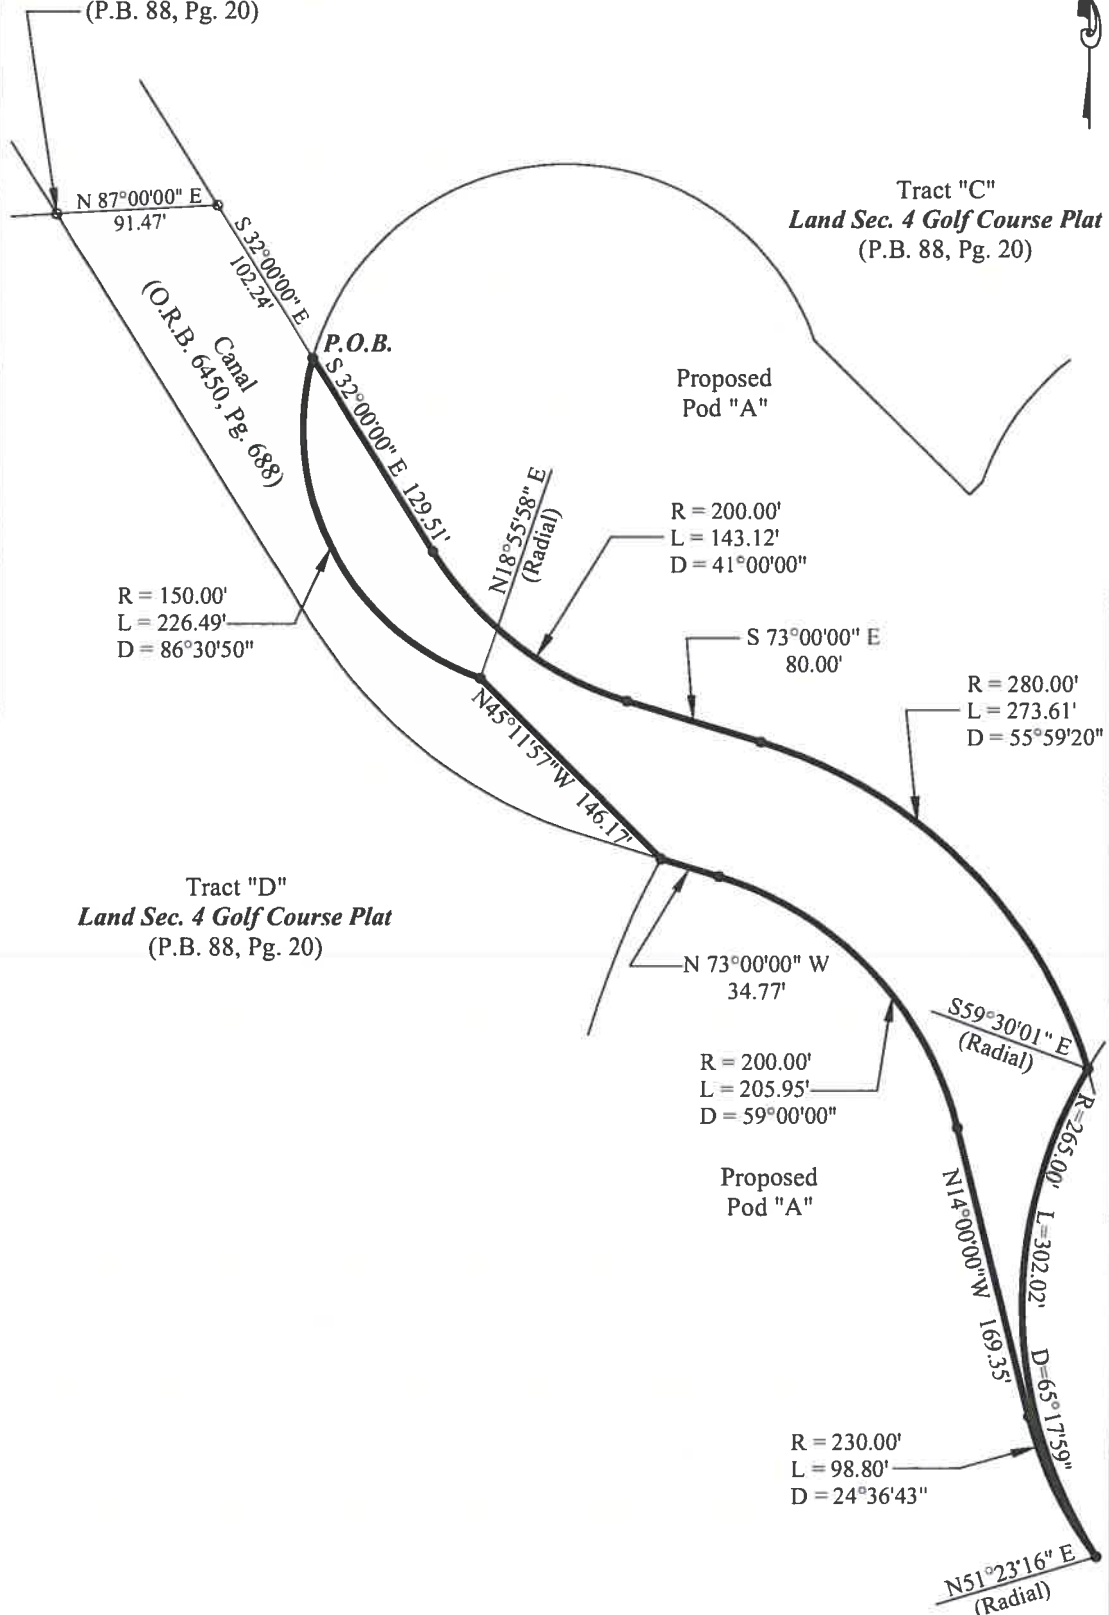 (P.B. 88, Pg. 20)
N 87°00'00" E
91.47'
S 32°00'00" E
102.24'
Tract "C"
Land Sec. 4 Golf Course Plat
(P.B. 88, Pg. 20)
Canal
(O.R.B. 6450, Pg. 688)
P.O.B.
S 32°00'00" E 129.51'
Proposed
Pod "A"
N18°55'58" E
(Radial)
R = 200.00'
L = 143.12'
D = 41°00'00"
R = 150.00'
L = 226.49'
D = 86°30'50"
S 73°00'00" E
80.00'
R = 280.00'
L = 273.61'
D = 55°59'20"
N45°11'57"W 146.17'
Tract "D"
Land Sec. 4 Golf Course Plat
(P.B. 88, Pg. 20)
N 73°00'00" W
34.77'
S59°30'01" E
(Radial)
R = 200.00'
L = 205.95'
D = 59°00'00"
R=265.00' L=302.02' D=65°17'59"
Proposed
Pod "A"
N14°00'00"W 169.35'
R = 230.00'
L = 98.80'
D = 24°36'43"
N51°23'16" E
(Radial)